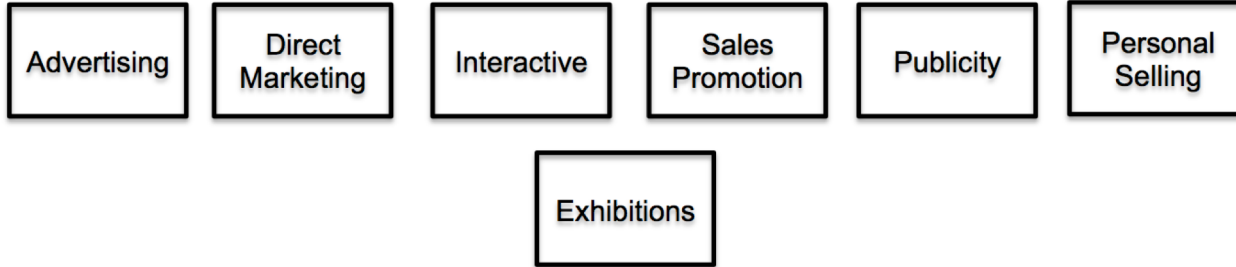 Advertising
Direct
Marketing
Interactive
Sales
Promotion
Publicity
Personal
Selling
Exhibitions